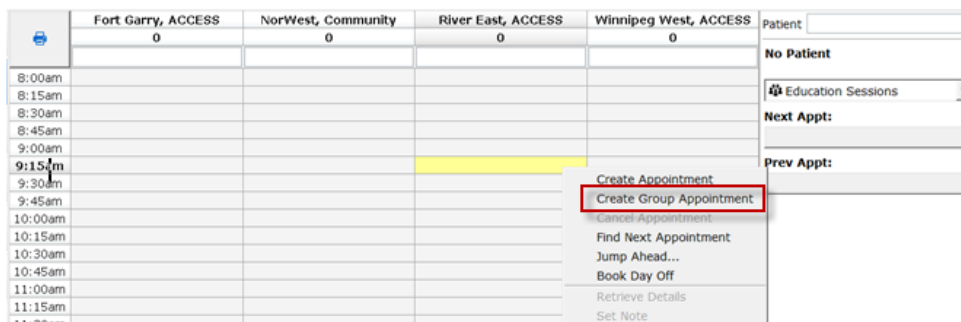 Fort Garry, ACCESS NorWest, Community River East, ACCESS Winnipeg West, ACCESS
0 0 0 0
8:00am
8:15am
8:30am
8:45am
9:00am
9:15am
9:30am
9:45am
10:00am
10:15am
10:30am
10:45am
11:00am
11:15am
Create Appointment
Create Group Appointment
Cancel Appointment
Find Next Appointment
Jump Ahead...
Book Day Off
Retrieve Details
Set Note
Patient
No Patient
Education Sessions
Next Appt:
Prev Appt: